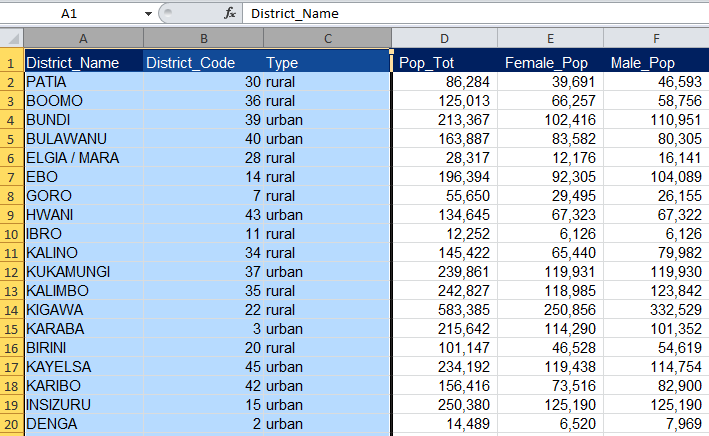 A1 fx District_Name
A B C D E F
1 District_Name District_Code Type Pop_Tot Female_Pop Male_Pop
2 PATIA 30 rural 86,284 39,691 46,593
3 BOOMO 36 rural 125,013 66,257 58,756
4 BUNDI 39 urban 213,367 102,416 110,951
5 BULAWANU 40 urban 163,887 83,582 80,305
6 ELGIA / MARA 28 rural 28,317 12,176 16,141
7 EBO 14 rural 196,394 92,305 104,089
8 GORO 7 rural 55,650 29,495 26,155
9 HWANI 43 urban 134,645 67,323 67,322
10 IBRO 11 rural 12,252 6,126 6,126
11 KALINO 34 rural 145,422 65,440 79,982
12 KUKAMUNGI 37 urban 239,861 119,931 119,930
13 KALIMBO 35 rural 242,827 118,985 123,842
14 KIGAWA 22 rural 583,385 250,856 332,529
15 KARABA 3 urban 215,642 114,290 101,352
16 BIRINI 20 rural 101,147 46,528 54,619
17 KAYELSA 45 urban 234,192 119,438 114,754
18 KARIBO 42 urban 156,416 73,516 82,900
19 INSIZURU 15 urban 250,380 125,190 125,190
20 DENGA 2 urban 14,489 6,520 7,969